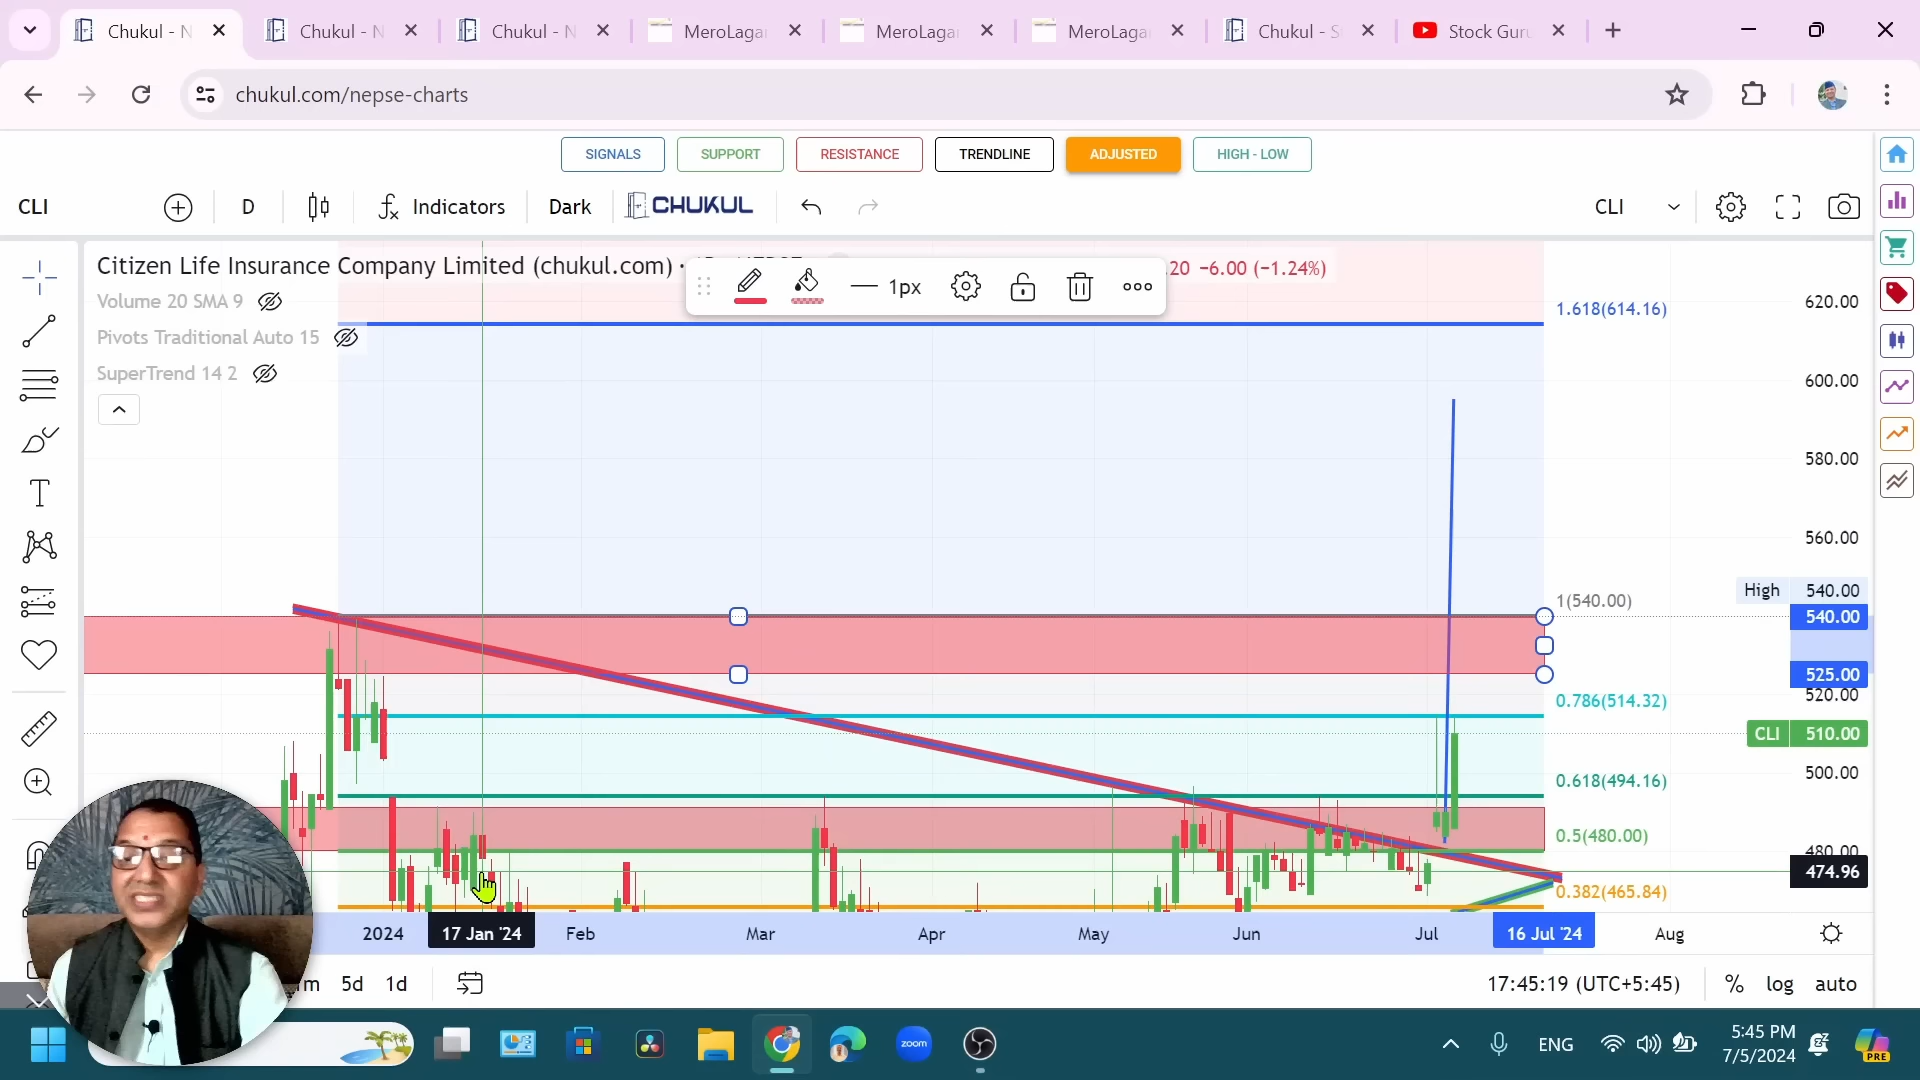 Chukul - N
Chukul - N
Chukul - N
MeroLaga
MeroLaga
MeroLaga
Chukul - S
Stock Guru
chukul.com/nepse-charts
SIGNALS
SUPPORT
RESISTANCE
TRENDLINE
ADJUSTED
HIGH - LOW
CLI
D
Indicators
Dark
CHUKUL
CLI
Citizen Life Insurance Company Limited (chukul.com) ·
20 −6.00 (−1.24%)
Volume 20 SMA 9
Pivots Traditional Auto 15
SuperTrend 14 2
1px
1.618(614.16)
620.00
600.00
580.00
560.00
High 540.00
1(540.00)
540.00
525.00
520.00
0.786(514.32)
CLI 510.00
500.00
0.618(494.16)
0.5(480.00)
480.00
474.96
0.382(465.84)
2024
17 Jan '24
Feb
Mar
Apr
May
Jun
Jul
16 Jul '24
Aug
5d
1d
17:45:19 (UTC+5:45)
%
log
auto
zoom
ENG
5:45 PM
7/5/2024
PRE